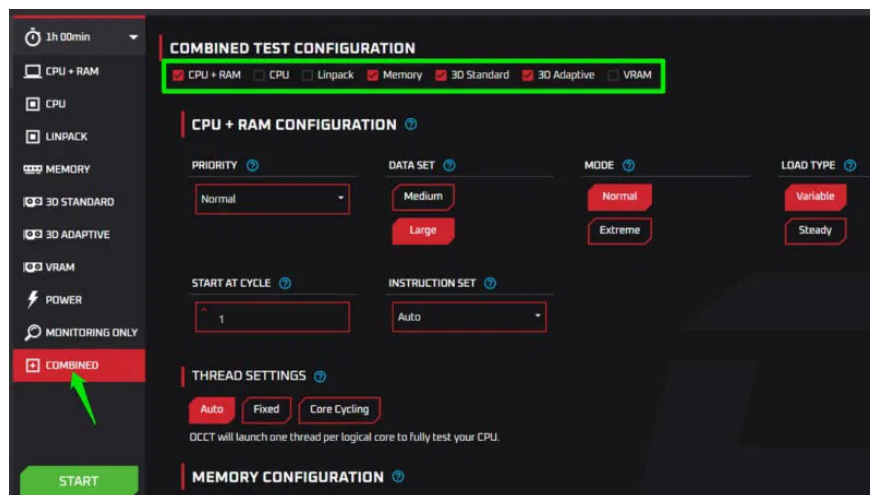 1h 00min
CPU + RAM
CPU
LINPACK
MEMORY
3D STANDARD
3D ADAPTIVE
VRAM
POWER
MONITORING ONLY
COMBINED
START
COMBINED TEST CONFIGURATION
CPU + RAM CPU Linpack Memory 3D Standard 3D Adaptive VRAM
CPU + RAM CONFIGURATION ?
PRIORITY ? DATA SET ? MODE ? LOAD TYPE ?
Normal Medium Normal Variable
Large Extreme Steady
START AT CYCLE ? INSTRUCTION SET ?
1 Auto
THREAD SETTINGS ?
Auto Fixed Core Cycling
OCCT will launch one thread per logical core to fully test your CPU.
MEMORY CONFIGURATION ?